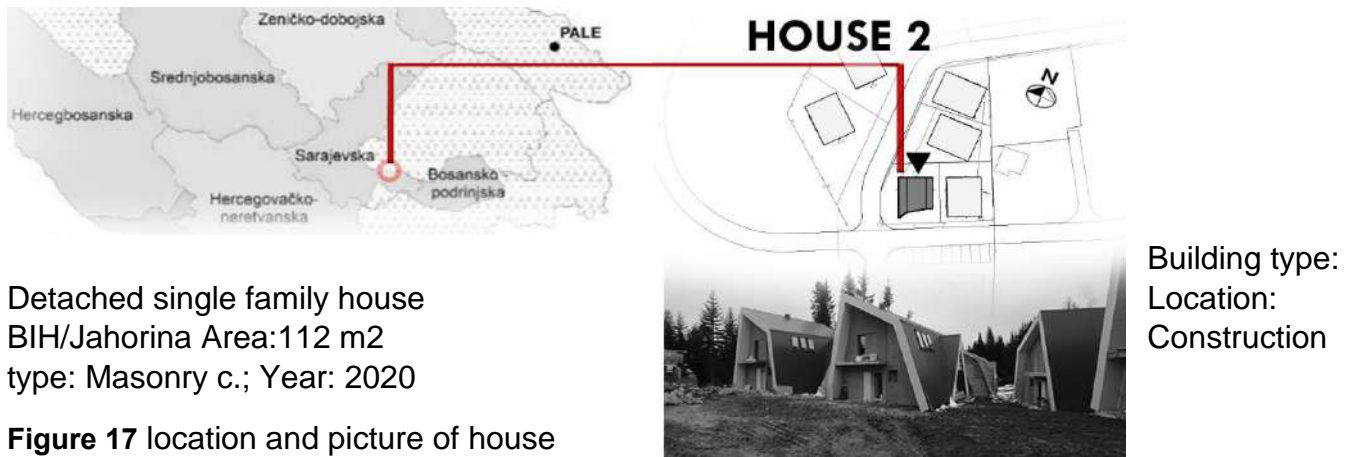 Zeničko-dobojska
PALE
HOUSE 2
Srednjobosanska
N
Hercegbosanska
Sarajevska
Bosansko -
podrinjska
Hercegovačko-
neretvanska
Building type:
Detached single family house
Location:
BIH/Jahorina Area:112 m2
Construction
type: Masonry c.; Year: 2020
Figure 17 location and picture of house